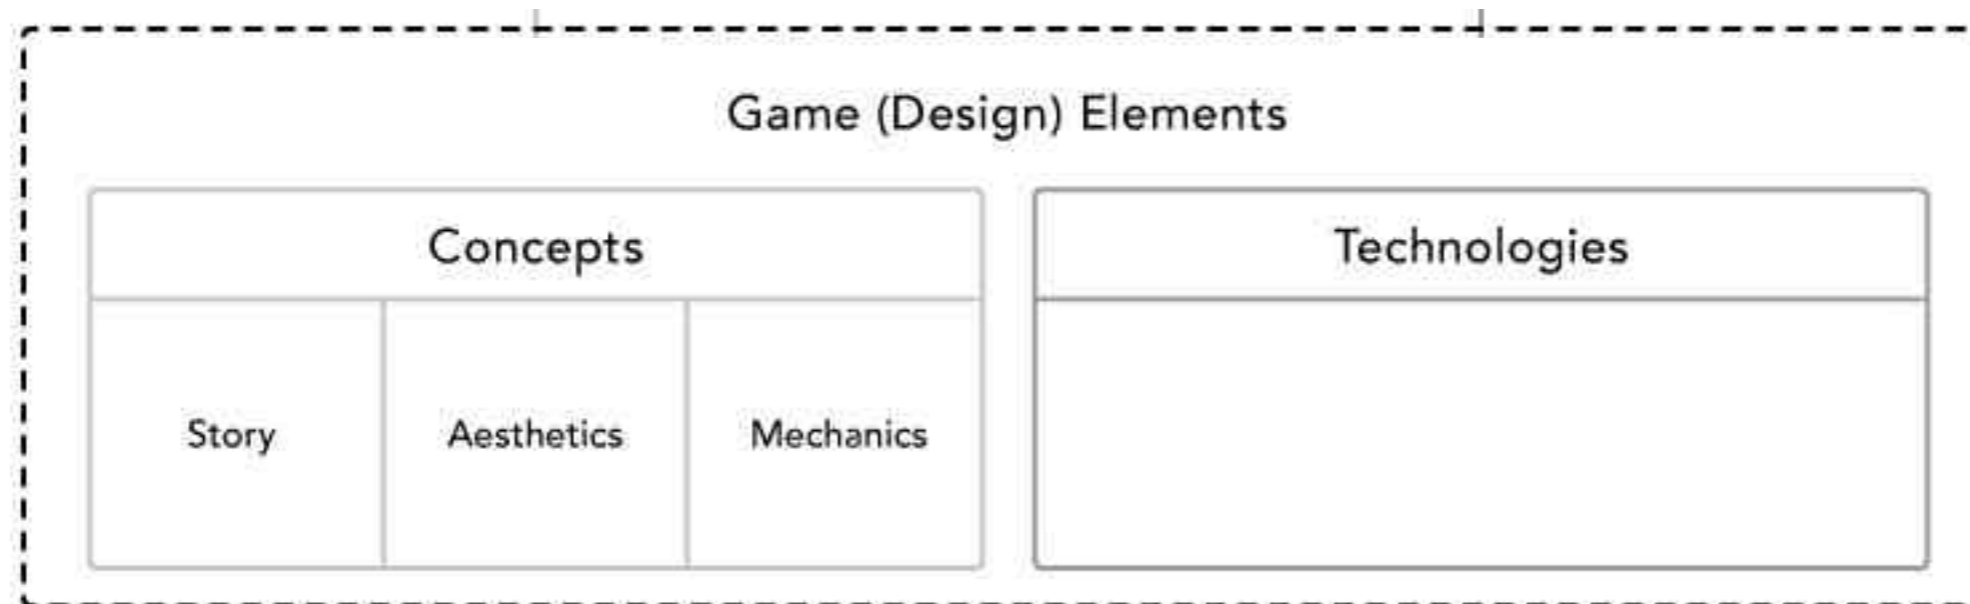 Game (Design) Elements
Concepts
Technologies
Story
Aesthetics
Mechanics